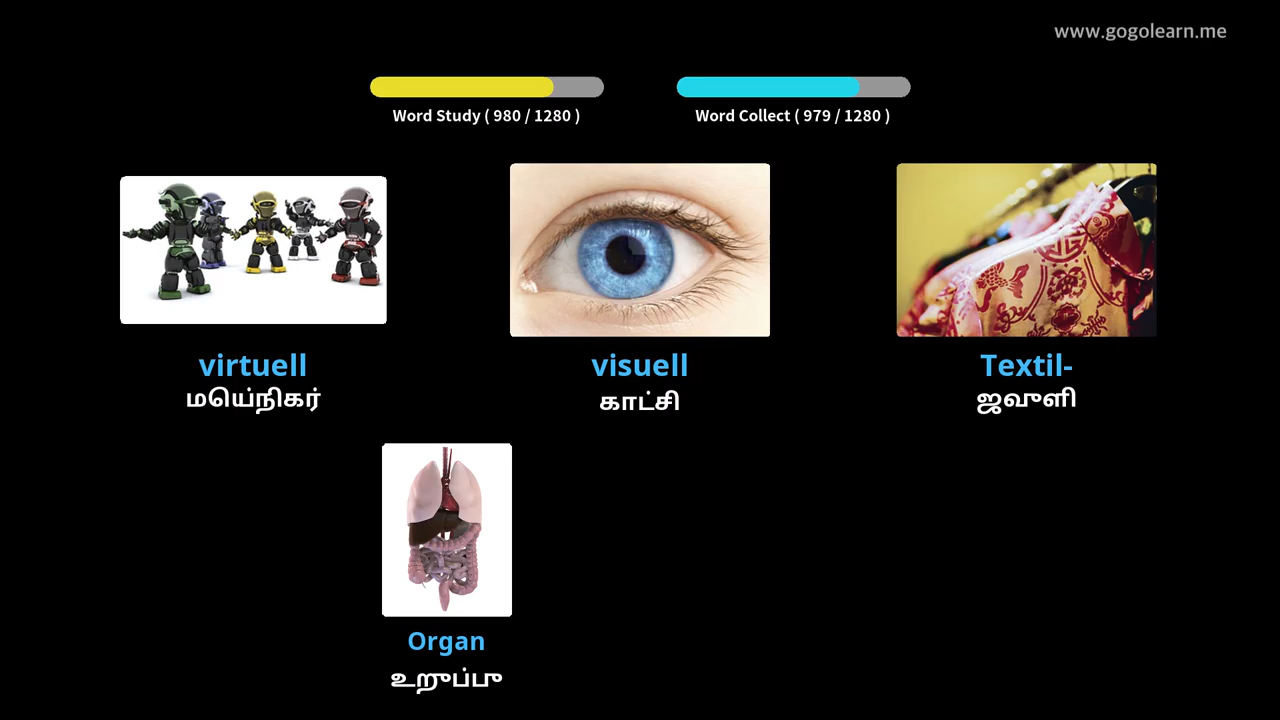 www.gogolearn.me
Word Study ( 980 / 1280 )
Word Collect ( 979 / 1280 )
virtuell
மெய்நிகர்
visuell
காட்சி
Textil-
ஜவுளி
Organ
உறுப்பு